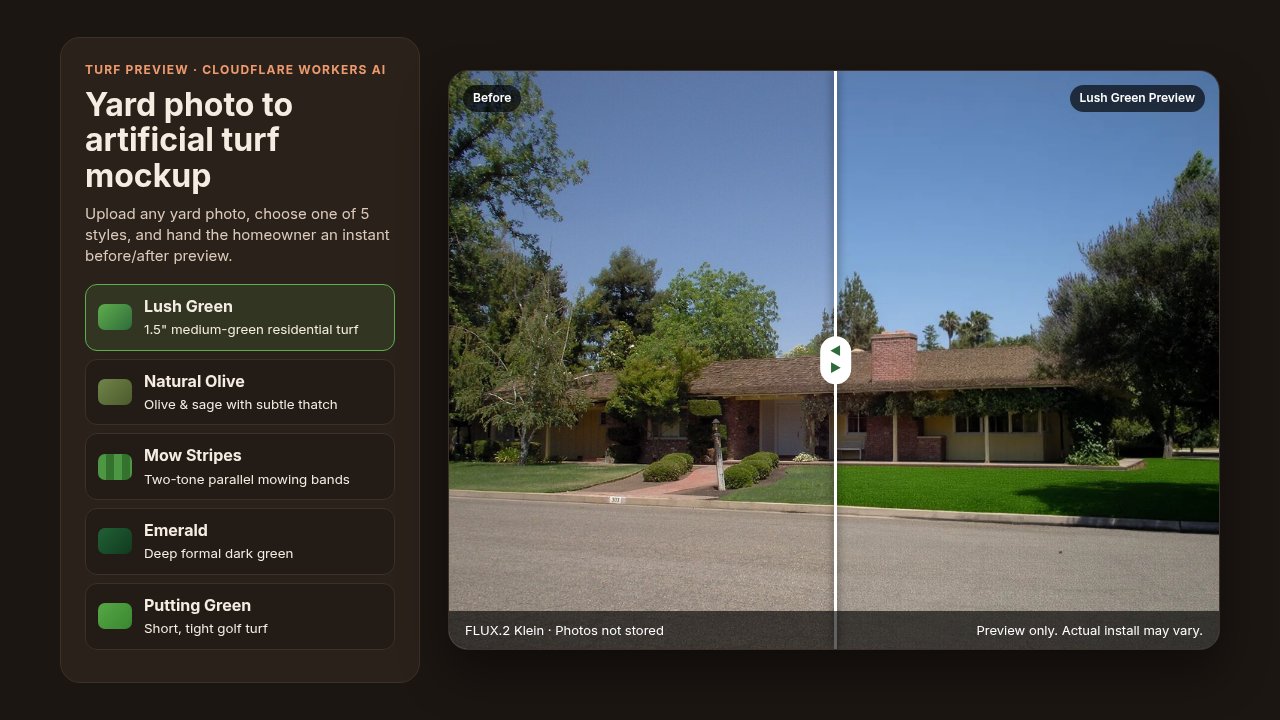 TURF PREVIEW · CLOUDFLARE WORKERS AI
Yard photo to
artificial turf
mockup
Upload any yard photo, choose one of 5
styles, and hand the homeowner an instant
before/after preview.
Lush Green
1.5" medium-green residential turf
Natural Olive
Olive & sage with subtle thatch
Mow Stripes
Two-tone parallel mowing bands
Emerald
Deep formal dark green
Putting Green
Short, tight golf turf
Before
Lush Green Preview
FLUX.2 Klein · Photos not stored
Preview only. Actual install may vary.